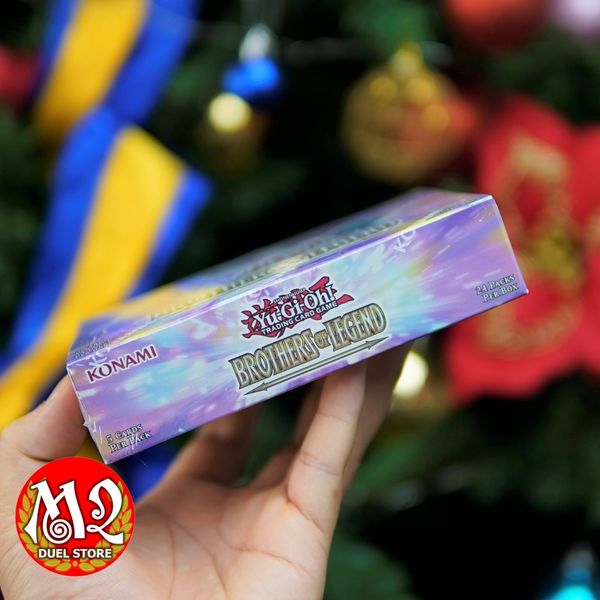 Yu-Gi-Oh!
TRADING CARD GAME
BROTHERS OF LEGEND
KONAMI
5 CARDS
PER PACK
24 PACKS
PER BOX
M2
DUEL STORE